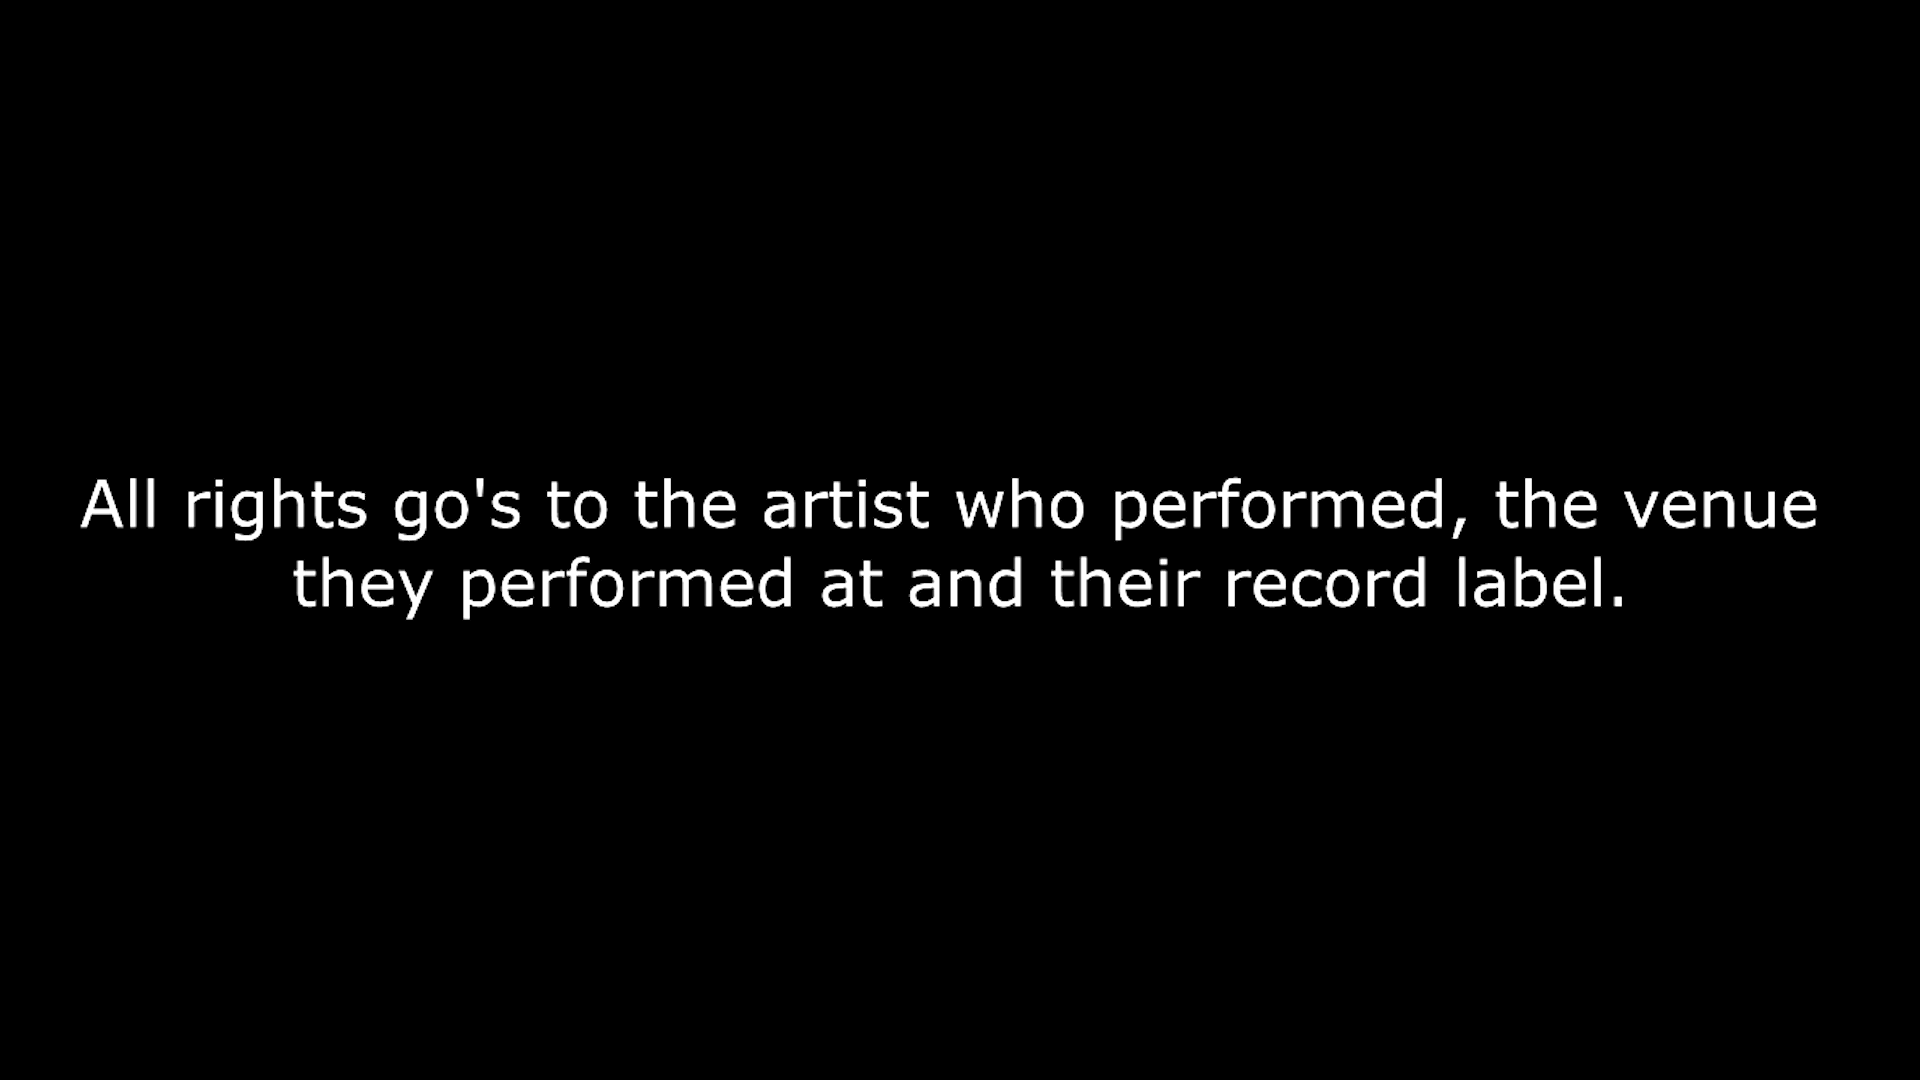 All rights go's to the artist who performed, the venue
they performed at and their record label.